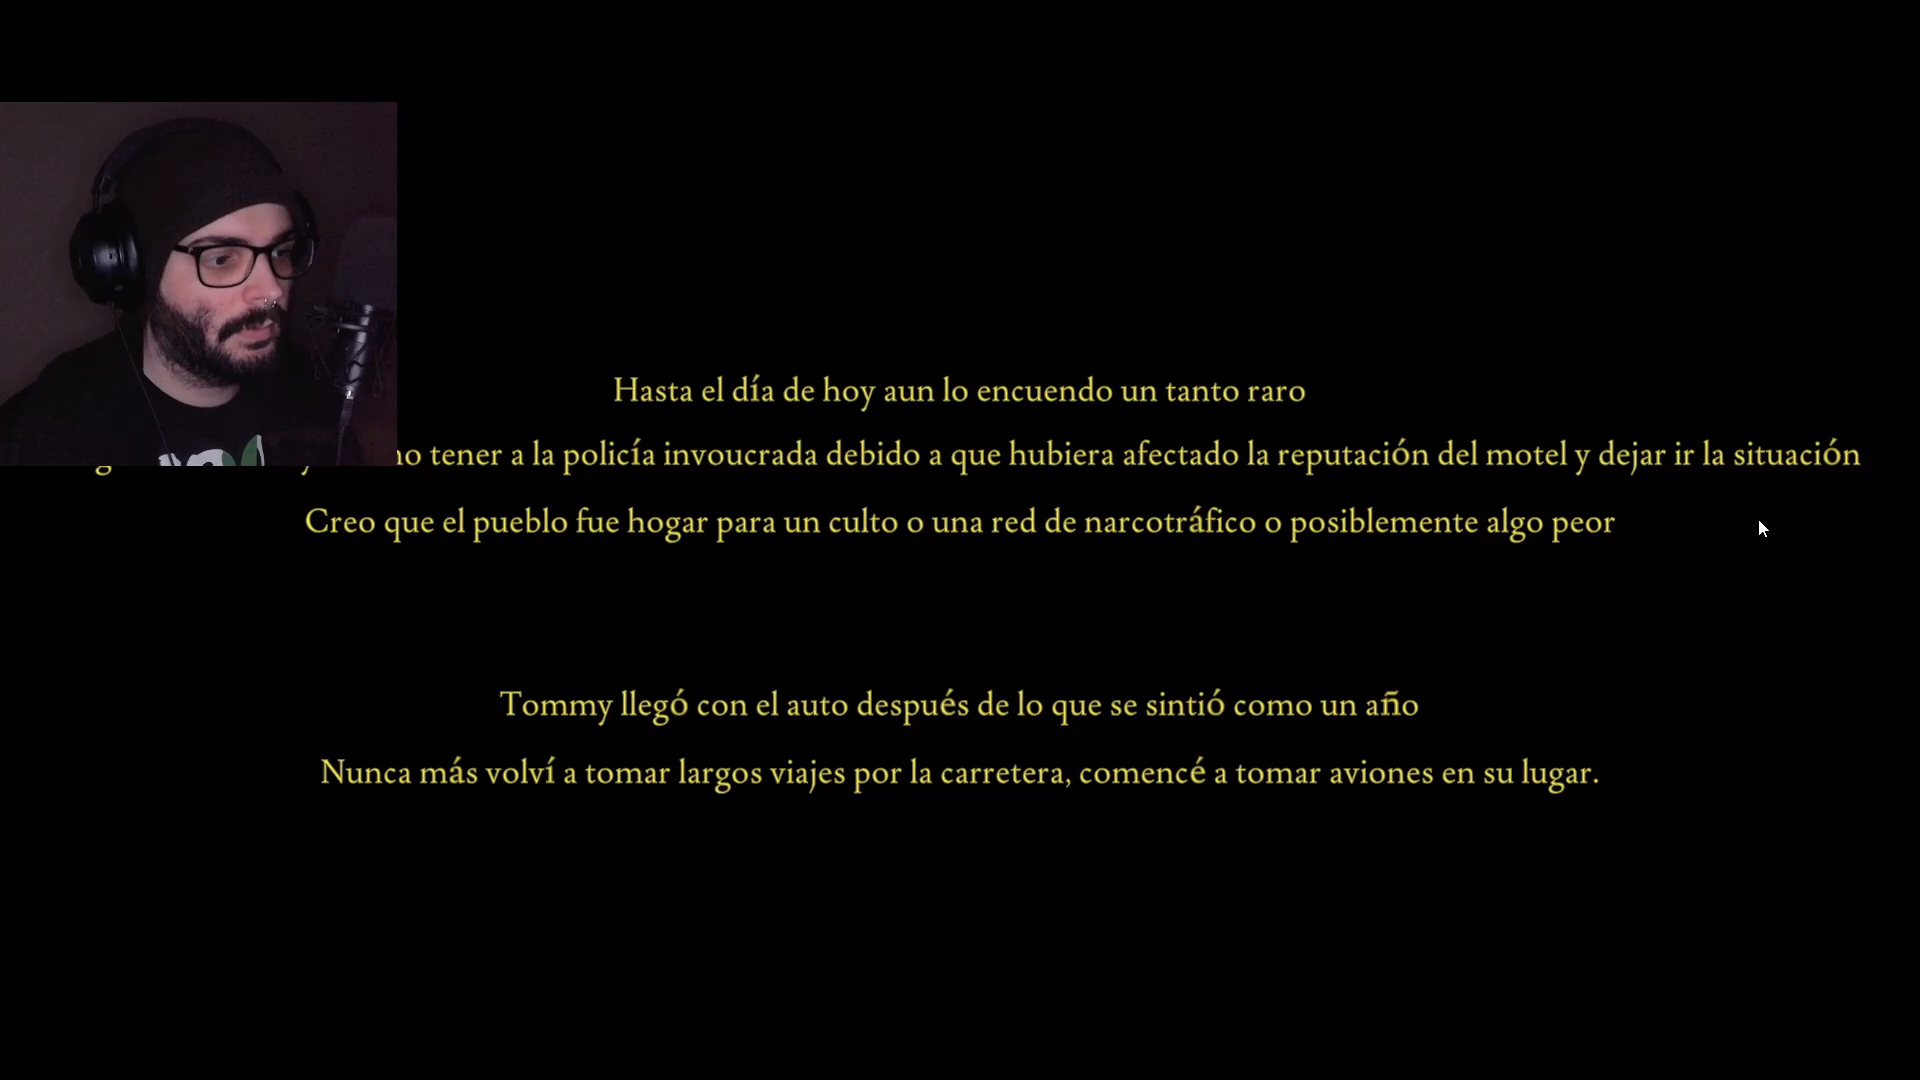 Hasta el día de hoy aun lo encuendo un tanto raro
tener a la policía invoucrada debido a que hubiera afectado la reputación del motel y dejar ir la situación
Creo que el pueblo fue hogar para un culto o una red de narcotráfico o posiblemente algo peor
Tommy llegó con el auto después de lo que se sintió como un año
Nunca más volví a tomar largos viajes por la carretera, comencé a tomar aviones en su lugar.